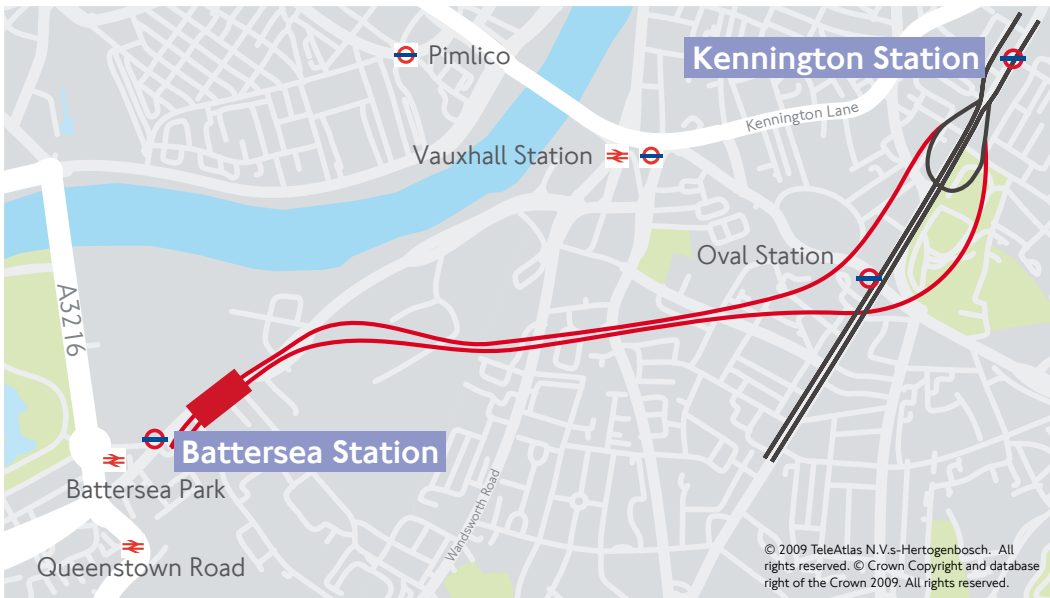 Pimlico
Kennington Station
Kennington Lane
Vauxhall Station
Oval Station
A3216
Battersea Station
Battersea Park
Wandsworth Road
Queenstown Road
© 2009 TeleAtlas N.V.s-Hertogenbosch. All
rights reserved. © Crown Copyright and database
right of the Crown 2009. All rights reserved.